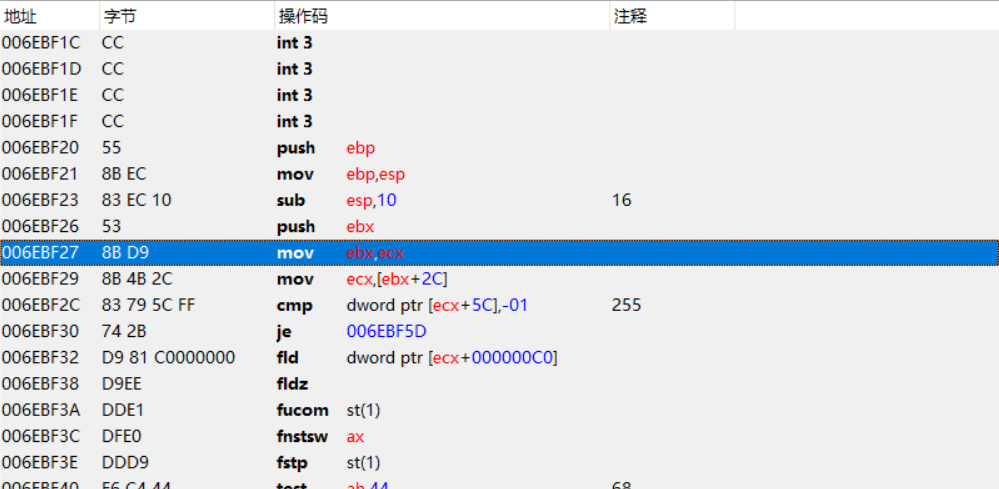 地址 字节 操作码 注释
006EBF1C CC int 3
006EBF1D CC int 3
006EBF1E CC int 3
006EBF1F CC int 3
006EBF20 55 push ebp
006EBF21 8B EC mov ebp,esp
006EBF23 83 EC 10 sub esp,10 16
006EBF26 53 push ebx
006EBF27 8B D9 mov ebx,ecx
006EBF29 8B 4B 2C mov ecx,[ebx+2C]
006EBF2C 83 79 5C FF cmp dword ptr [ecx+5C],-01 255
006EBF30 74 2B je 006EBF5D
006EBF32 D9 81 C0000000 fld dword ptr [ecx+000000C0]
006EBF38 D9EE fldz
006EBF3A DDE1 fucom st(1)
006EBF3C DFE0 fnstsw ax
006EBF3E DDD9 fstp st(1)
006EBF40 F6 C4 44 test ah,44 68